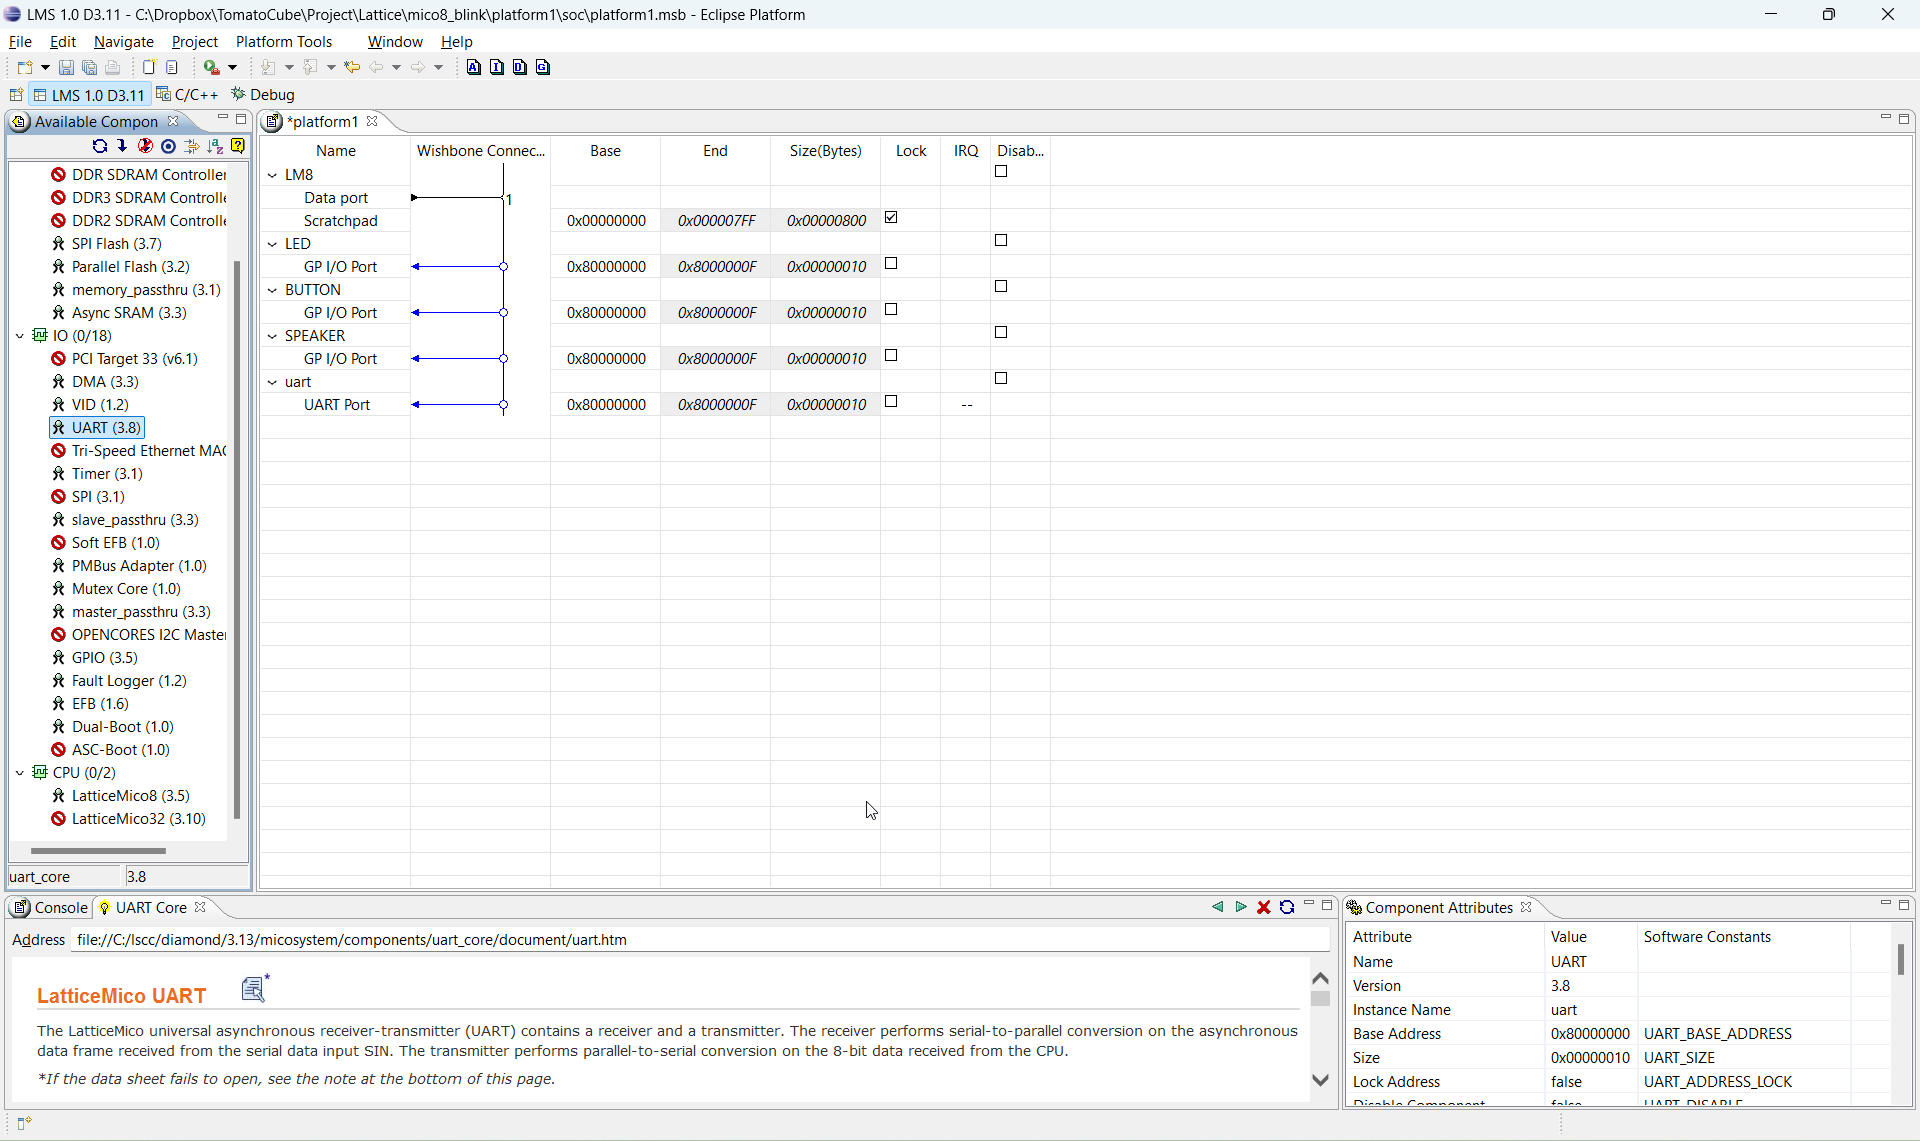 LMS 1.0 D3.11 - C:\Dropbox\TomatoCube\Project\Lattice\mico8_blink\platform1\soc\platform1.msb - Eclipse Platform
File Edit Navigate Project Platform Tools Window Help
A I D G
LMS 1.0 D3.11 C/C++ Debug
Available Compon
DDR SDRAM Controller
DDR3 SDRAM Controlle
DDR2 SDRAM Controlle
SPI Flash (3.7)
Parallel Flash (3.2)
memory_passthru (3.1)
Async SRAM (3.3)
IO (0/18)
PCI Target 33 (v6.1)
DMA (3.3)
VID (1.2)
UART (3.8)
Tri-Speed Ethernet MAC
Timer (3.1)
SPI (3.1)
slave_passthru (3.3)
Soft EFB (1.0)
PMBus Adapter (1.0)
Mutex Core (1.0)
master_passthru (3.3)
OPENCORES I2C Master
GPIO (3.5)
Fault Logger (1.2)
EFB (1.6)
Dual-Boot (1.0)
ASC-Boot (1.0)
CPU (0/2)
LatticeMico8 (3.5)
LatticeMico32 (3.10)
uart_core 3.8
*platform1
Name Wishbone Connec... Base End Size(Bytes) Lock IRQ Disab...
LM8
Data port 1
Scratchpad 0x00000000 0x000007FF 0x00000800
LED
GP I/O Port 0x80000000 0x8000000F 0x00000010
BUTTON
GP I/O Port 0x80000000 0x8000000F 0x00000010
SPEAKER
GP I/O Port 0x80000000 0x8000000F 0x00000010
uart
UART Port 0x80000000 0x8000000F 0x00000010 --
Console UART Core
Address file://C:/lscc/diamond/3.13/micosystem/components/uart_core/document/uart.htm
LatticeMico UART *
The LatticeMico universal asynchronous receiver-transmitter (UART) contains a receiver and a transmitter. The receiver performs serial-to-parallel conversion on the asynchronous
data frame received from the serial data input SIN. The transmitter performs parallel-to-serial conversion on the 8-bit data received from the CPU.
*If the data sheet fails to open, see the note at the bottom of this page.
Component Attributes
Attribute Value Software Constants
Name UART
Version 3.8
Instance Name uart
Base Address 0x80000000 UART_BASE_ADDRESS
Size 0x00000010 UART_SIZE
Lock Address false UART_ADDRESS_LOCK
Disable Component false UART_DISABLE